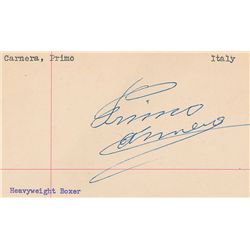 Carnera, Primo Italy
Primo
Carnera
Heavyweight Boxer